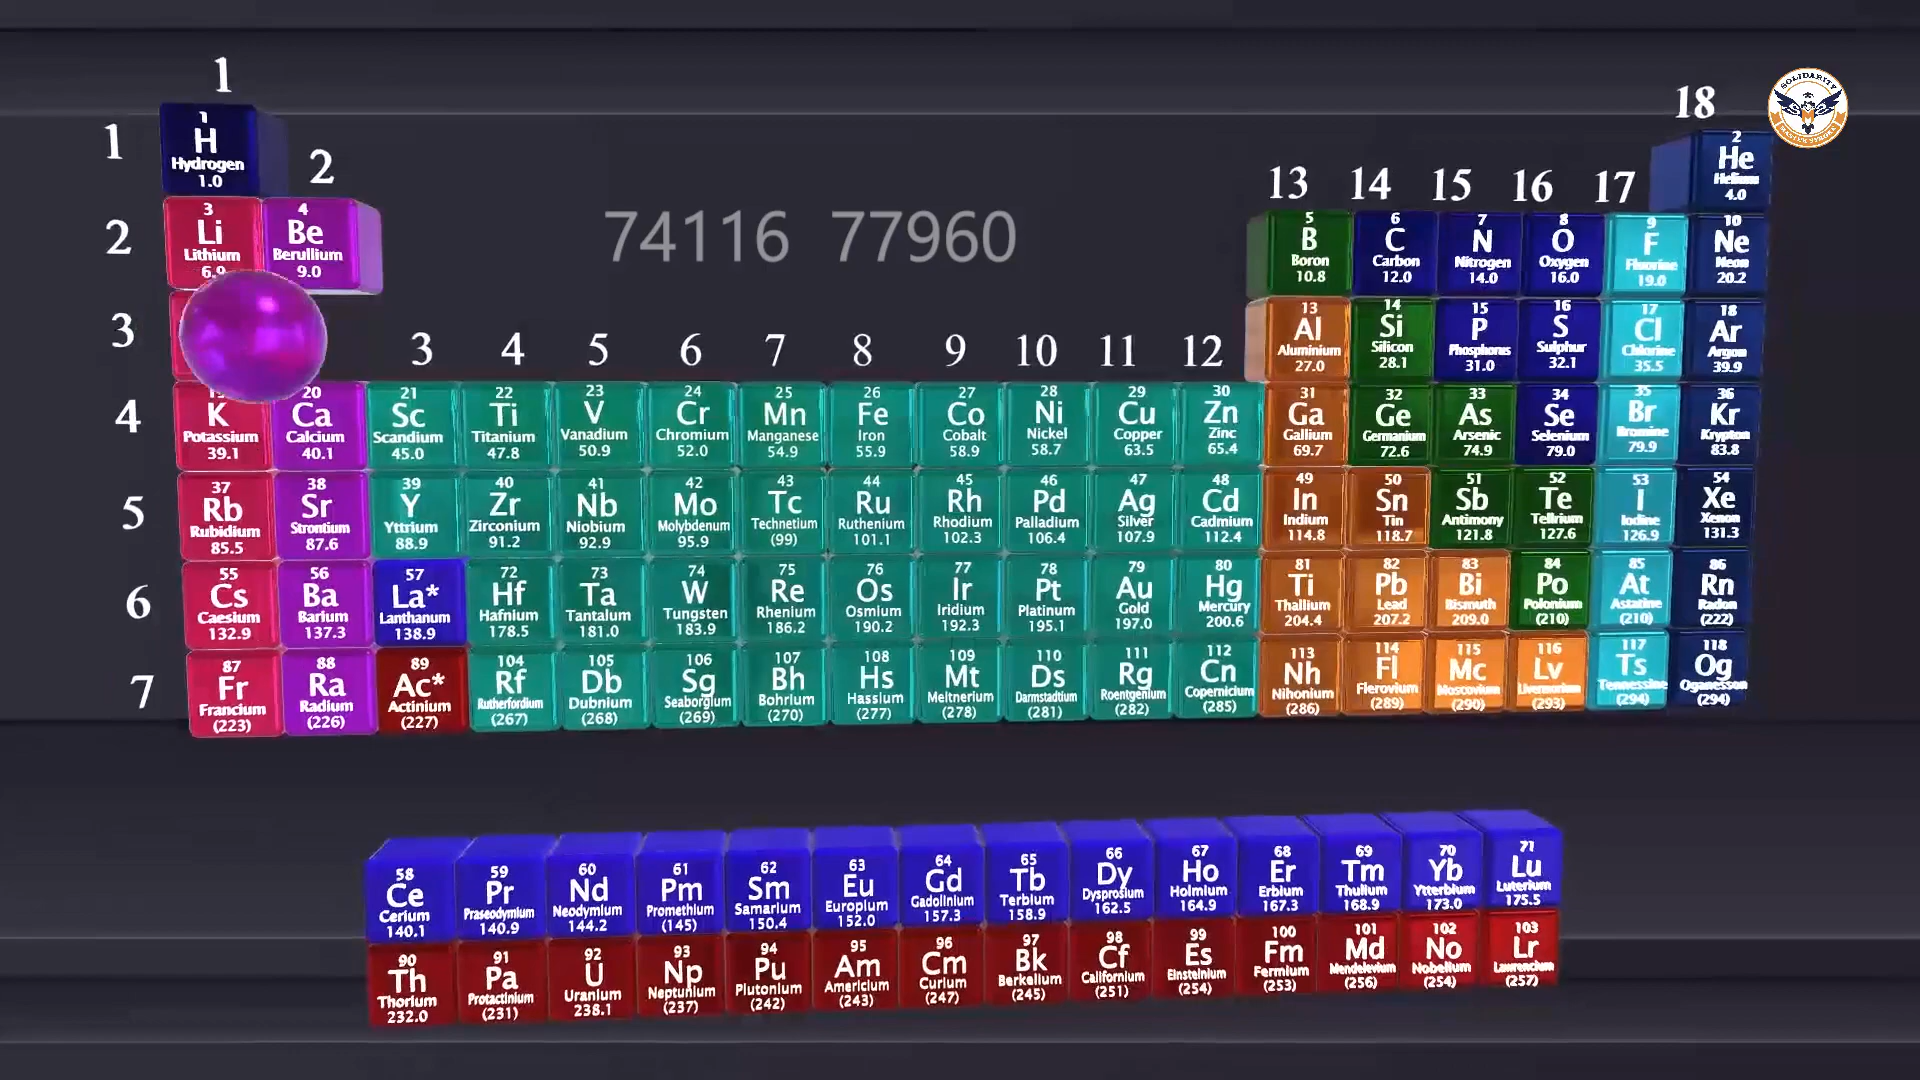 1
18
1
H
Hydrogen
1.0
2
He
Helium
4.0
SOLIDARITY
2
13 14 15 16 17
2
3
Li
Lithium
6.9
4
Be
Berullium
9.0
74116 77960
5
B
Boron
10.8
6
C
Carbon
12.0
7
N
Nitrogen
14.0
8
O
Oxygen
16.0
9
F
Fluorine
19.0
10
Ne
Neon
20.2
3
3 4 5 6 7 8 9 10 11 12
13
Al
Aluminium
27.0
14
Si
Silicon
28.1
15
P
Phosphorus
31.0
16
S
Sulphur
32.1
17
Cl
Chlorine
35.5
18
Ar
Argon
39.9
4
K
Potassium
39.1
20
Ca
Calcium
40.1
21
Sc
Scandium
45.0
22
Ti
Titanium
47.8
23
V
Vanadium
50.9
24
Cr
Chromium
52.0
25
Mn
Manganese
54.9
26
Fe
Iron
55.9
27
Co
Cobalt
58.9
28
Ni
Nickel
58.7
29
Cu
Copper
63.5
30
Zn
Zinc
65.4
31
Ga
Gallium
69.7
32
Ge
Germanium
72.6
33
As
Arsenic
74.9
34
Se
Selenium
79.0
35
Br
Bromine
79.9
36
Kr
Krypton
83.8
5
37
Rb
Rubidium
85.5
38
Sr
Strontium
87.6
39
Y
Yttrium
88.9
40
Zr
Zirconium
91.2
41
Nb
Niobium
92.9
42
Mo
Molybdenum
95.9
43
Tc
Technetium
(99)
44
Ru
Ruthenium
101.1
45
Rh
Rhodium
102.3
46
Pd
Palladium
106.4
47
Ag
Silver
107.9
48
Cd
Cadmium
112.4
49
In
Indium
114.8
50
Sn
Tin
118.7
51
Sb
Antimony
121.8
52
Te
Tellrium
127.6
53
I
Iodine
126.9
54
Xe
Xenon
131.3
6
55
Cs
Caesium
132.9
56
Ba
Barium
137.3
57
La*
Lanthanum
138.9
72
Hf
Hafnium
178.5
73
Ta
Tantalum
181.0
74
W
Tungsten
183.9
75
Re
Rhenium
186.2
76
Os
Osmium
190.2
77
Ir
Iridium
192.3
78
Pt
Platinum
195.1
79
Au
Gold
197.0
80
Hg
Mercury
200.6
81
Ti
Thallium
204.4
82
Pb
Lead
207.2
83
Bi
Bismuth
209.0
84
Po
Polonium
(210)
85
At
Astatine
(210)
86
Rn
Radon
(222)
7
87
Fr
Francium
(223)
88
Ra
Radium
(226)
89
Ac*
Actinium
(227)
104
Rf
Rutherfordium
(267)
105
Db
Dubnium
(268)
106
Sg
Seaborgium
(269)
107
Bh
Bohrium
(270)
108
Hs
Hassium
(277)
109
Mt
Meitnerium
(278)
110
Ds
Darmstadtium
(281)
111
Rg
Roentgenium
(282)
112
Cn
Copernicium
(285)
113
Nh
Nihonium
(286)
114
Fl
Flerovium
(289)
115
Mc
Moscovium
(290)
116
Lv
Livermorium
(293)
117
Ts
Tennessine
(294)
118
Og
Oganesson
(294)
58
Ce
Cerium
140.1
59
Pr
Praseodymium
140.9
60
Nd
Neodymium
144.2
61
Pm
Promethium
(145)
62
Sm
Samarium
150.4
63
Eu
Europium
152.0
64
Gd
Gadolinium
157.3
65
Tb
Terbium
158.9
66
Dy
Dysprosium
162.5
67
Ho
Holmium
164.9
68
Er
Erbium
167.3
69
Tm
Thulium
168.9
70
Yb
Ytterbium
173.0
71
Lu
Luterium
175.5
90
Th
Thorium
232.0
91
Pa
Protactinium
(231)
92
U
Uranium
238.1
93
Np
Neptunium
(237)
94
Pu
Plutonium
(242)
95
Am
Americium
(243)
96
Cm
Curium
(247)
97
Bk
Berkelium
(245)
98
Cf
Californium
(251)
99
Es
Einsteinium
(254)
100
Fm
Fermium
(253)
101
Md
Mendelevium
(256)
102
No
Nobelium
(254)
103
Lr
Lawrencium
(257)